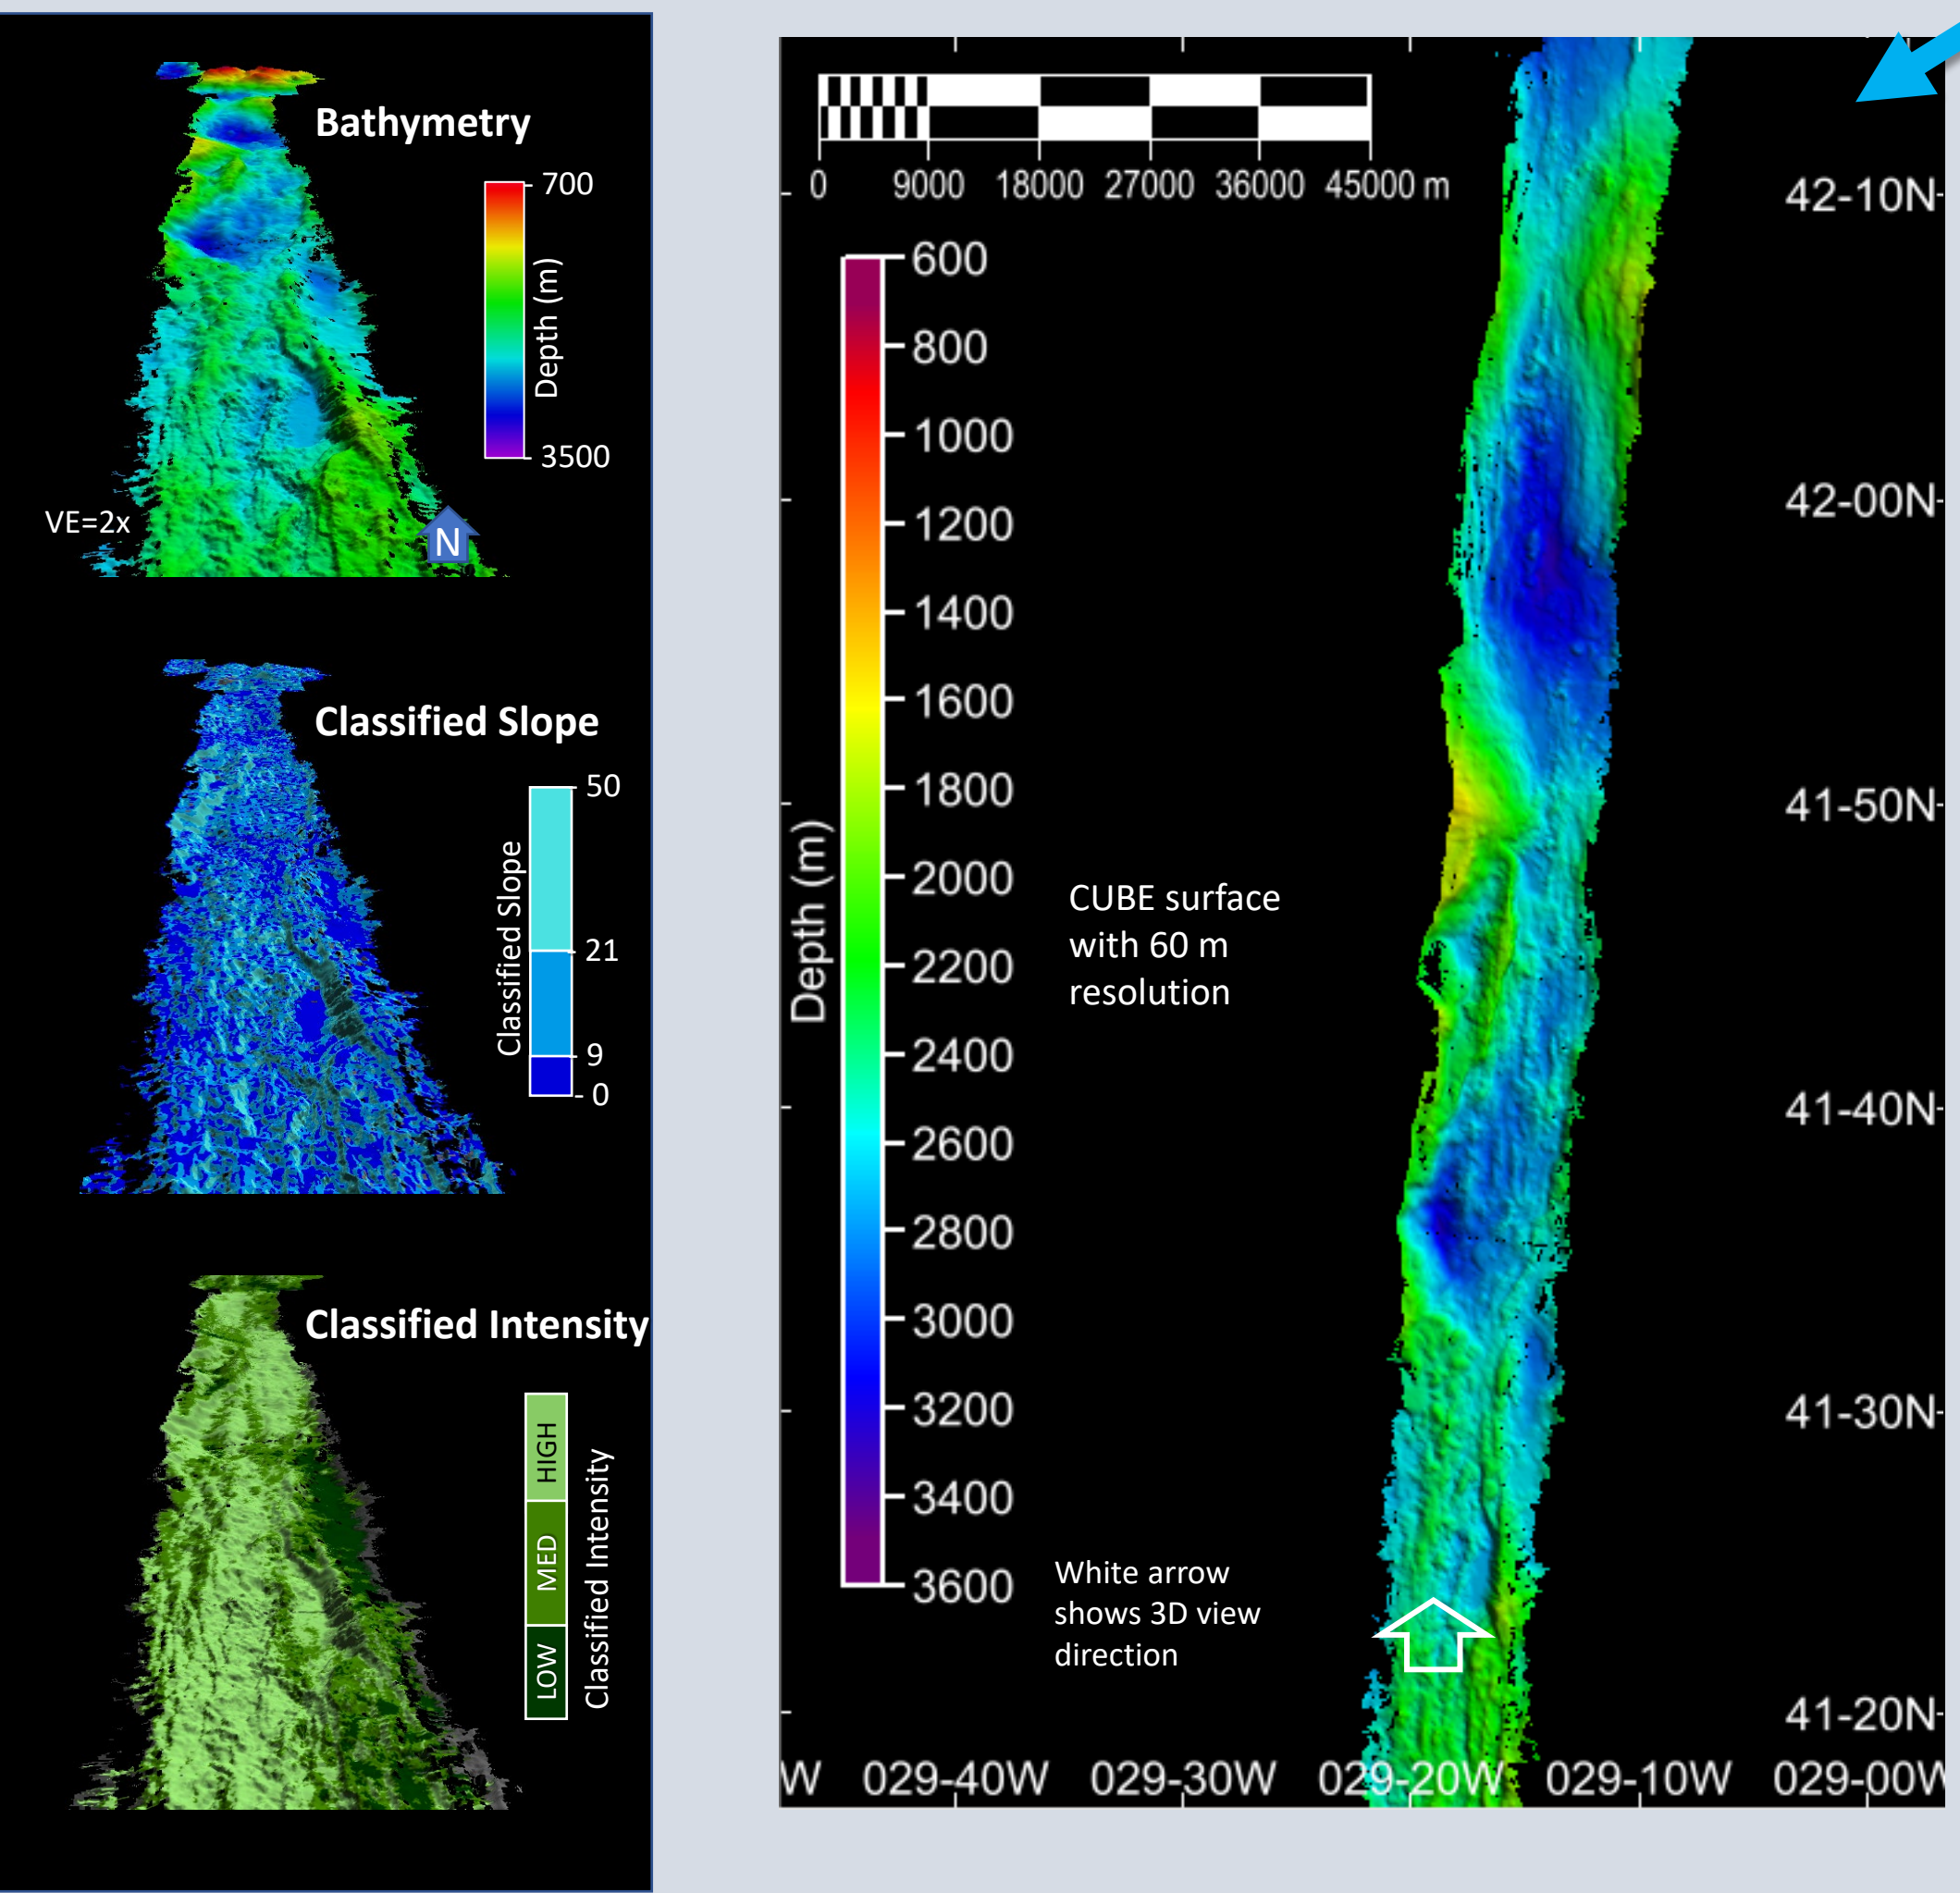 Bathymetry
700
Depth (m)
3500
VE=2x
N
Classified Slope
50
Classified Slope
21
9
0
Classified Intensity
HIGH
MED
LOW
Classified Intensity
0 9000 18000 27000 36000 45000 m
600
800
1000
1200
1400
1600
1800
2000
2200
2400
2600
2800
3000
3200
3400
3600
Depth (m)
CUBE surface
with 60 m
resolution
White arrow
shows 3D view
direction
42-10N
42-00N
41-50N
41-40N
41-30N
41-20N
W 029-40W 029-30W 029-20W 029-10W 029-00W